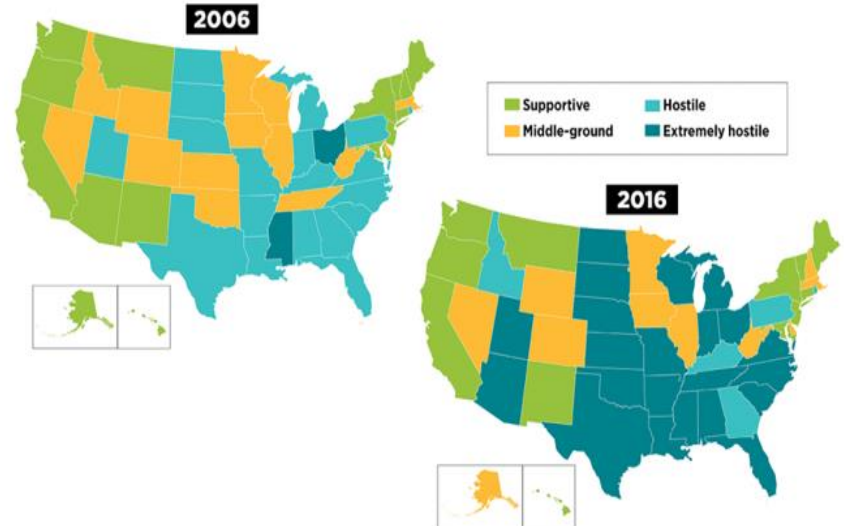 2006
Supportive
Hostile
Middle-ground
Extremely hostile
2016